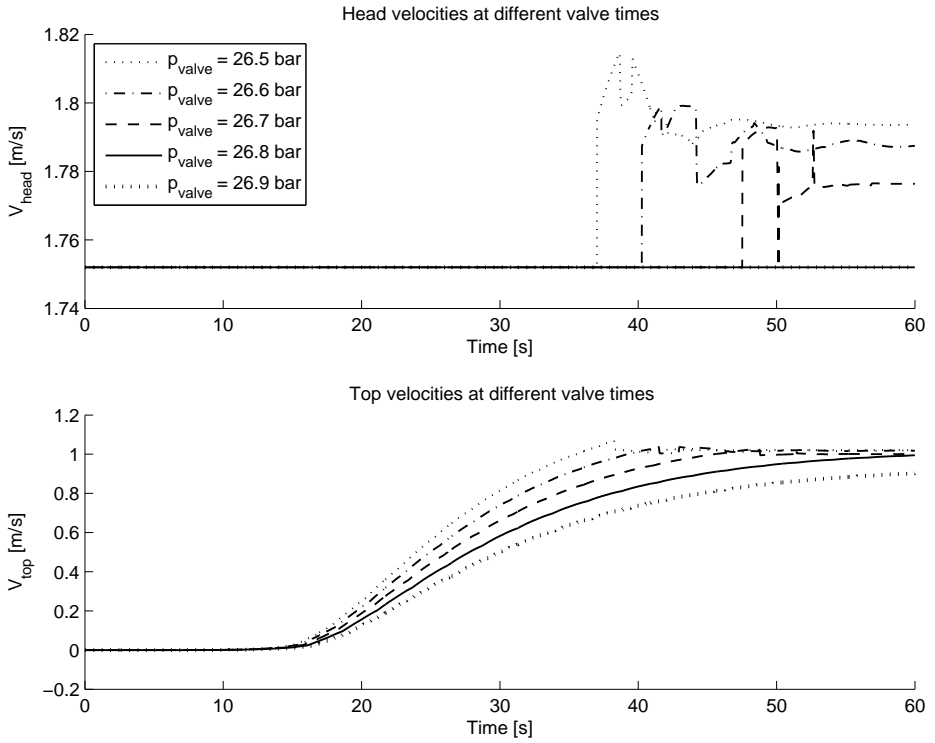 Head velocities at different valve times
1.82
1.8
1.78
1.76
1.74
V_head [m/s]
p_valve = 26.5 bar
p_valve = 26.6 bar
p_valve = 26.7 bar
p_valve = 26.8 bar
p_valve = 26.9 bar
0 10 20 30 40 50 60
Time [s]
Top velocities at different valve times
1.2
1
0.8
0.6
0.4
0.2
0
−0.2
V_top [m/s]
0 10 20 30 40 50 60
Time [s]